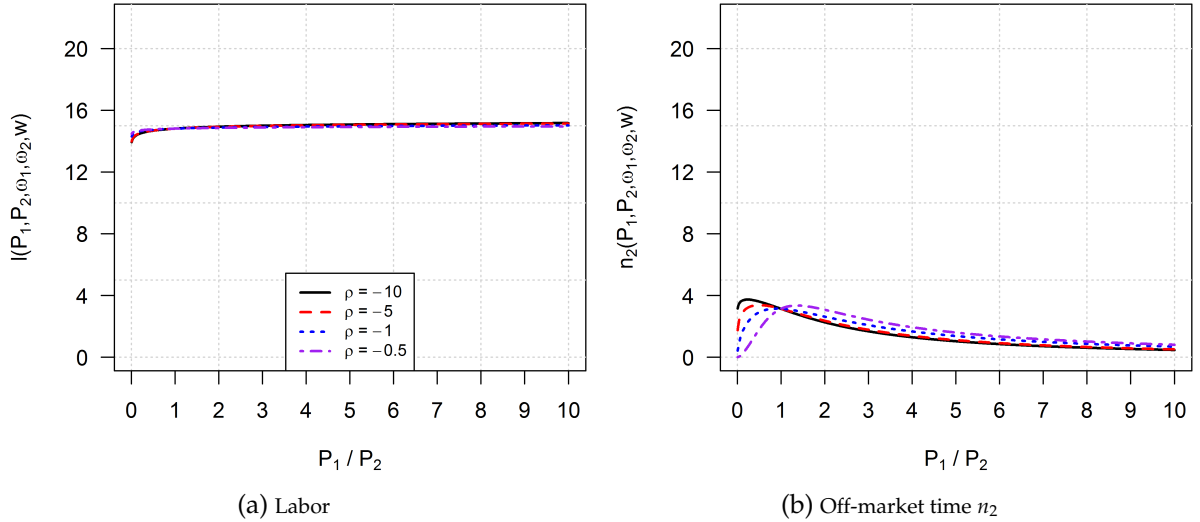 20
16
12
8
4
0
l(P₁,P₂,ω₁,ω₂,w)
ρ = −10
ρ = −5
ρ = −1
ρ = −0.5
0 1 2 3 4 5 6 7 8 9 10
P₁ / P₂
(a) Labor
20
16
12
8
4
0
n₂(P₁,P₂,ω₁,ω₂,w)
0 1 2 3 4 5 6 7 8 9 10
P₁ / P₂
(b) Off-market time n₂